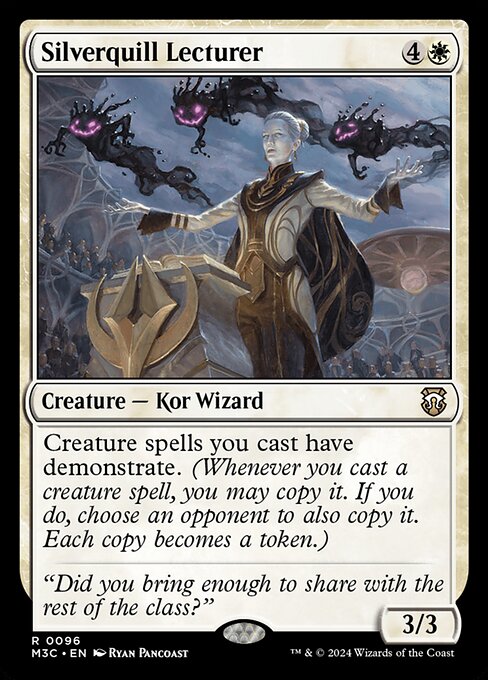 Silverquill Lecturer 4
Creature — Kor Wizard
Creature spells you cast have
demonstrate. (Whenever you cast a
creature spell, you may copy it. If you
do, choose an opponent to also copy it.
Each copy becomes a token.)
“Did you bring enough to share with the
rest of the class?”
3/3
R 0096
M3C • EN Ryan Pancoast
™ & © 2024 Wizards of the Coast